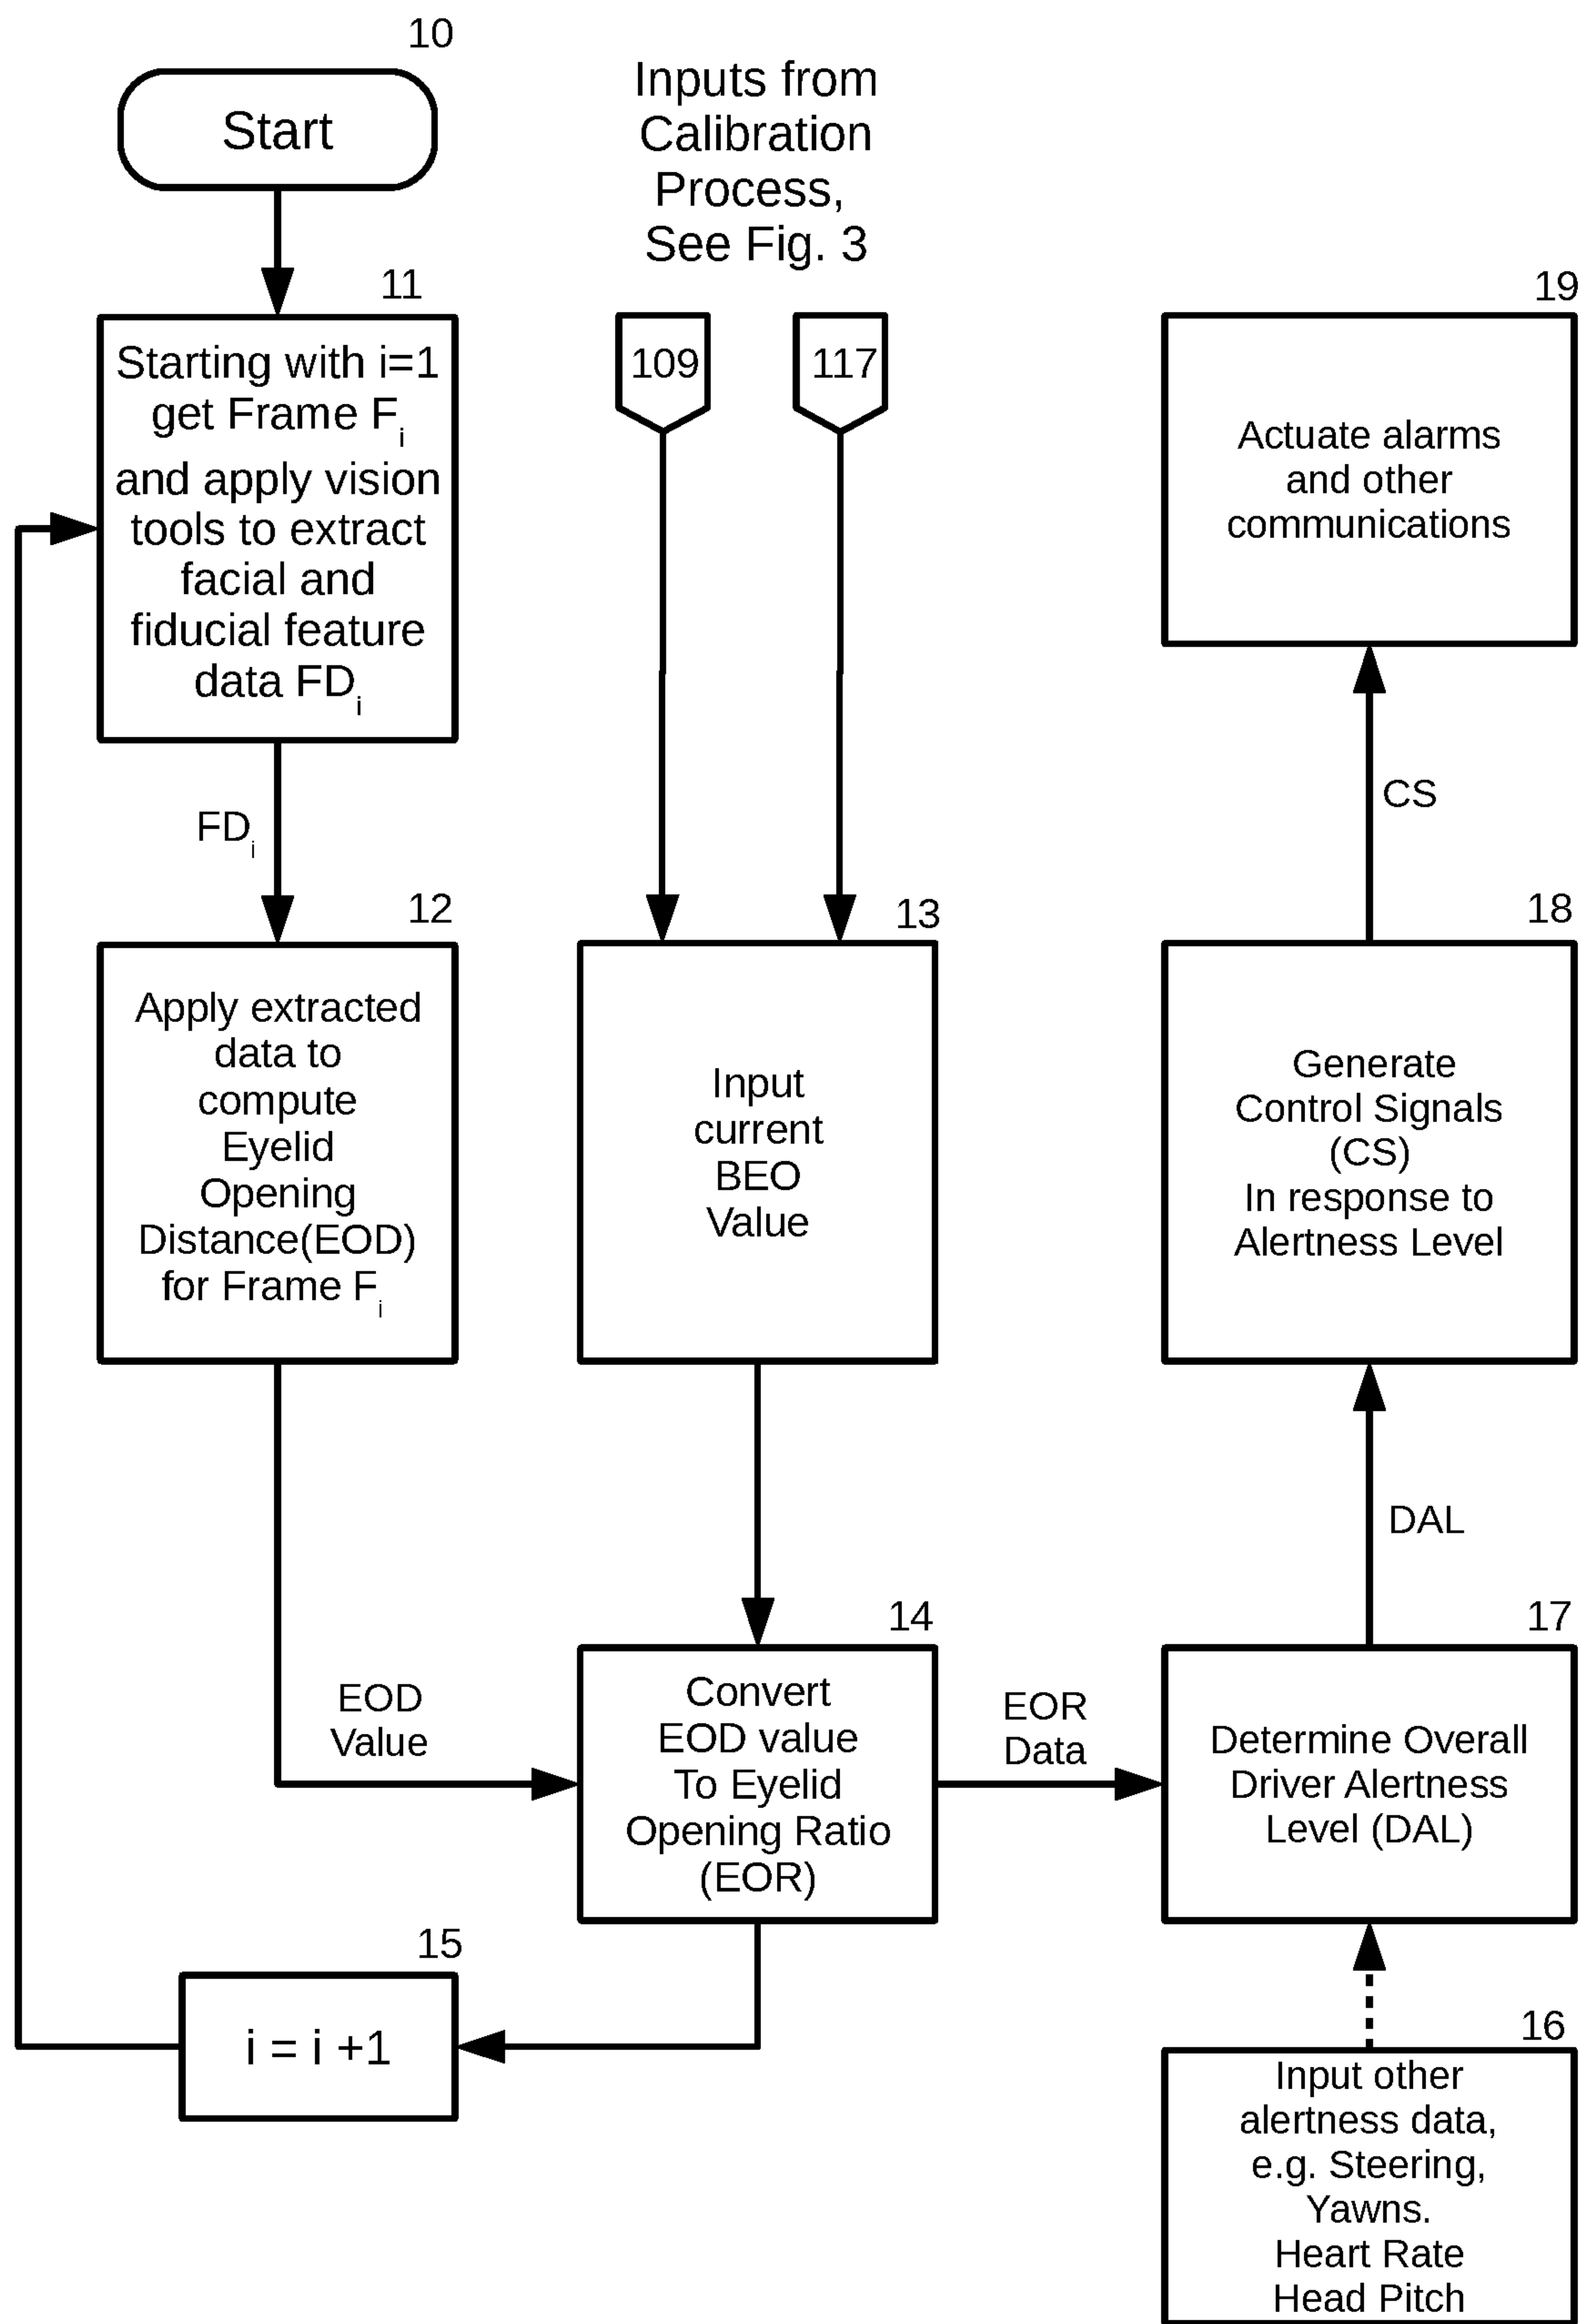 10
Start
Inputs from
Calibration
Process,
See Fig. 3
11
Starting with i=1
get Frame Fi
and apply vision
tools to extract
facial and
fiducial feature
data FDi
109
117
19
Actuate alarms
and other
communications
FDi
CS
12
Apply extracted
data to
compute
Eyelid
Opening
Distance(EOD)
for Frame Fi
13
Input
current
BEO
Value
18
Generate
Control Signals
(CS)
In response to
Alertness Level
DAL
EOD
Value
14
Convert
EOD value
To Eyelid
Opening Ratio
(EOR)
EOR
Data
17
Determine Overall
Driver Alertness
Level (DAL)
15
i = i +1
16
Input other
alertness data,
e.g. Steering,
Yawns.
Heart Rate
Head Pitch